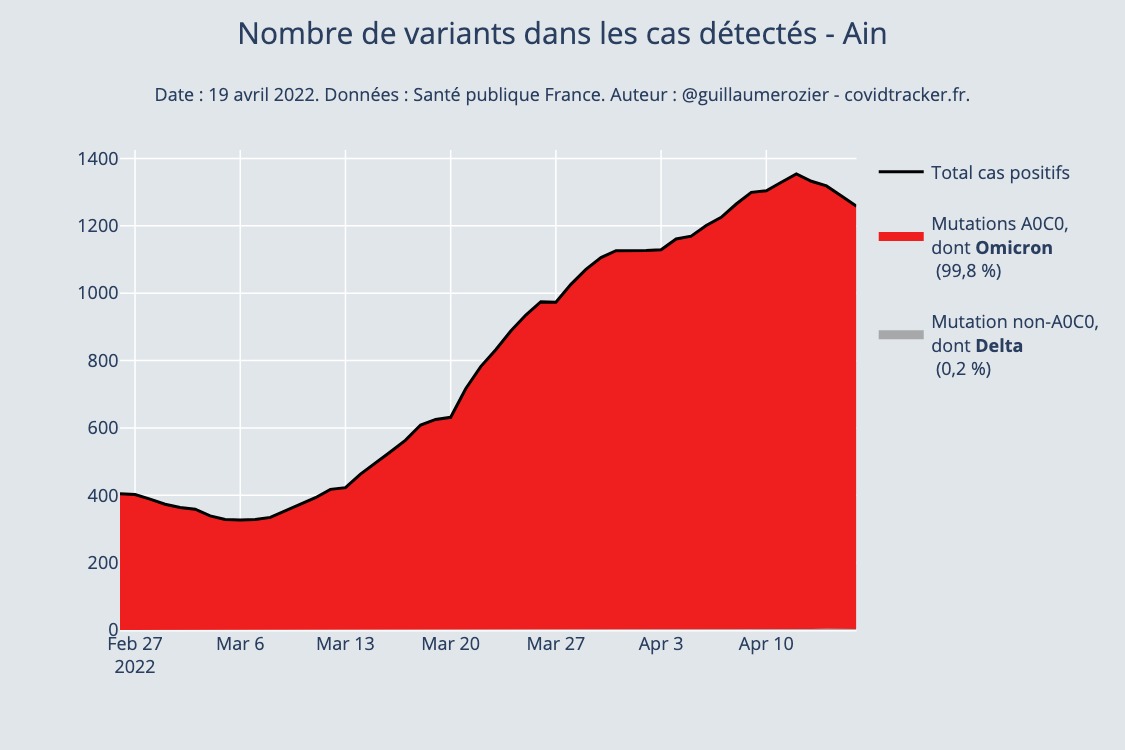 Nombre de variants dans les cas détectés - Ain
Date : 19 avril 2022. Données : Santé publique France. Auteur : @guillaumerozier - covidtracker.fr.
1400
1200
1000
800
600
400
200
0
Feb 27
2022
Mar 6
Mar 13
Mar 20
Mar 27
Apr 3
Apr 10
Total cas positifs
Mutations A0C0,
dont Omicron
(99,8 %)
Mutation non-A0C0,
dont Delta
(0,2 %)